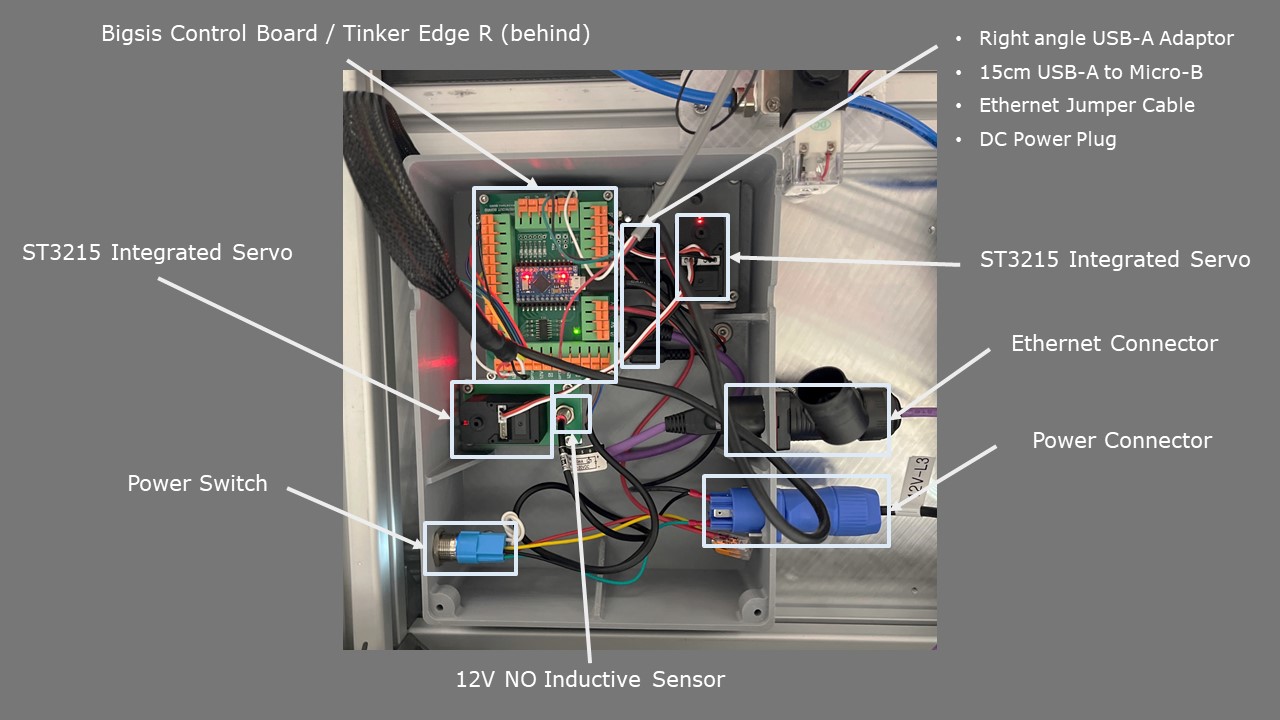 Bigsis Control Board / Tinker Edge R (behind)
• Right angle USB-A Adaptor
• 15cm USB-A to Micro-B
• Ethernet Jumper Cable
• DC Power Plug
ST3215 Integrated Servo
ST3215 Integrated Servo
Ethernet Connector
Power Connector
12V-L3
Power Switch
12V NO Inductive Sensor